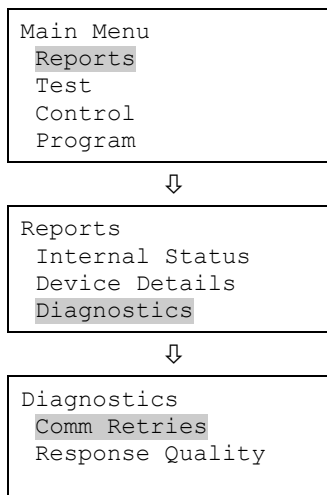 Main Menu
Reports
Test
Control
Program
⇩
Reports
Internal Status
Device Details
Diagnostics
⇩
Diagnostics
Comm Retries
Response Quality